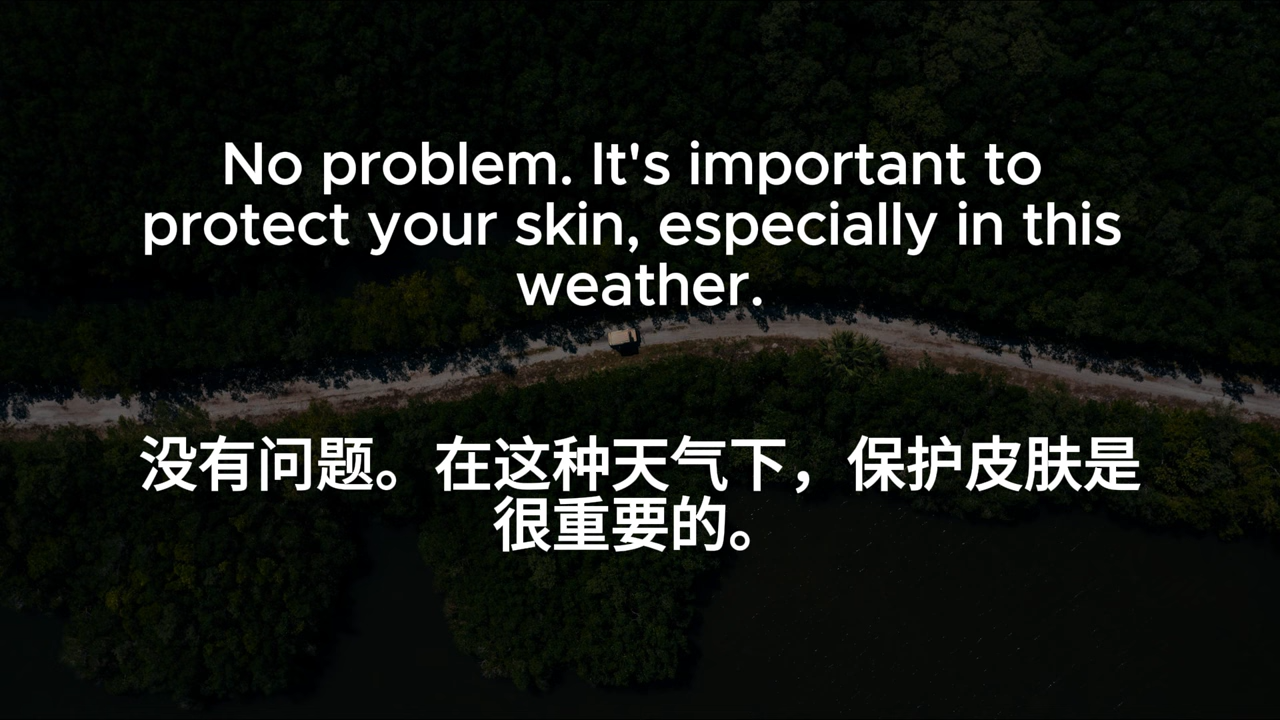 No problem. It's important to
protect your skin, especially in this
weather.
没有问题。在这种天气下，保护皮肤是
很重要的。